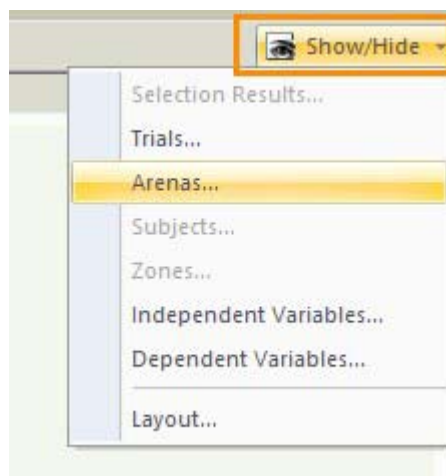 Show/Hide
Selection Results...
Trials...
Arenas...
Subjects...
Zones...
Independent Variables...
Dependent Variables...
Layout...